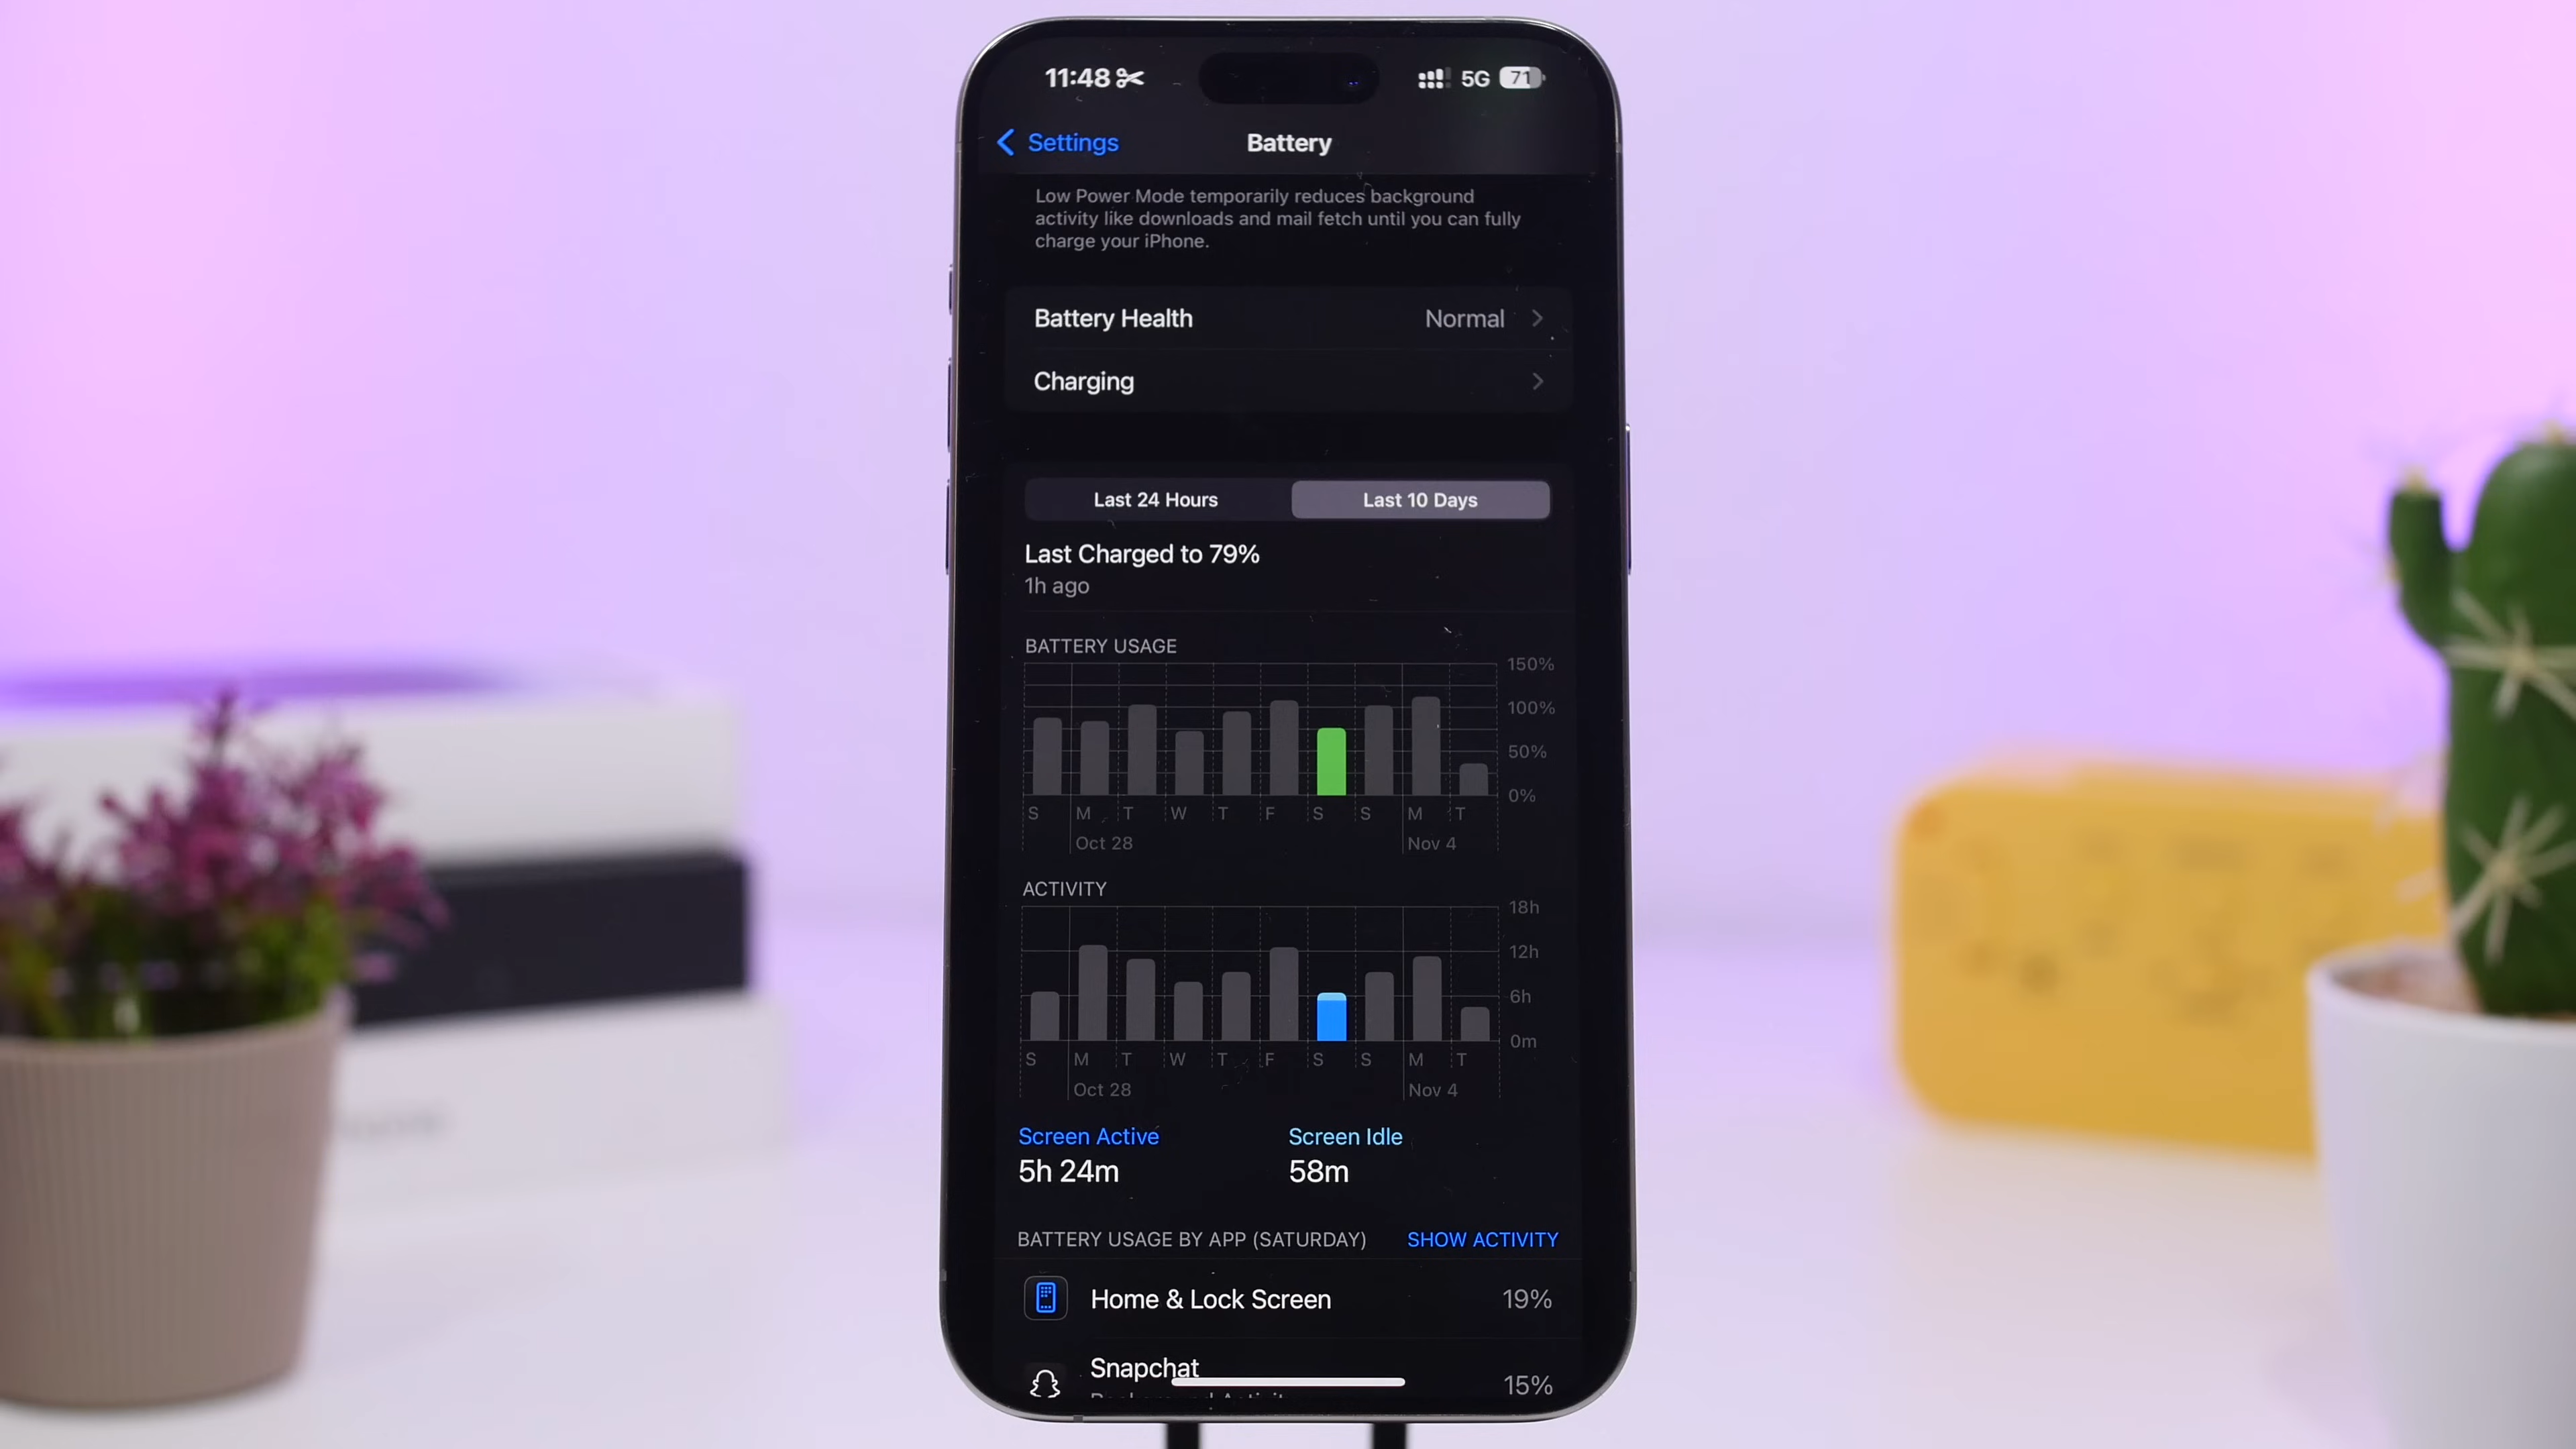 11:48
5G 71
Settings
Battery
Low Power Mode temporarily reduces background
activity like downloads and mail fetch until you can fully
charge your iPhone.
Battery Health Normal
Charging
Last 24 Hours Last 10 Days
Last Charged to 79%
1h ago
BATTERY USAGE
150%
100%
50%
0%
S M T W T F S S M T
Oct 28 Nov 4
ACTIVITY
18h
12h
6h
0m
S M T W T F S S M T
Oct 28 Nov 4
Screen Active Screen Idle
5h 24m 58m
BATTERY USAGE BY APP (SATURDAY) SHOW ACTIVITY
Home & Lock Screen 19%
Snapchat 15%